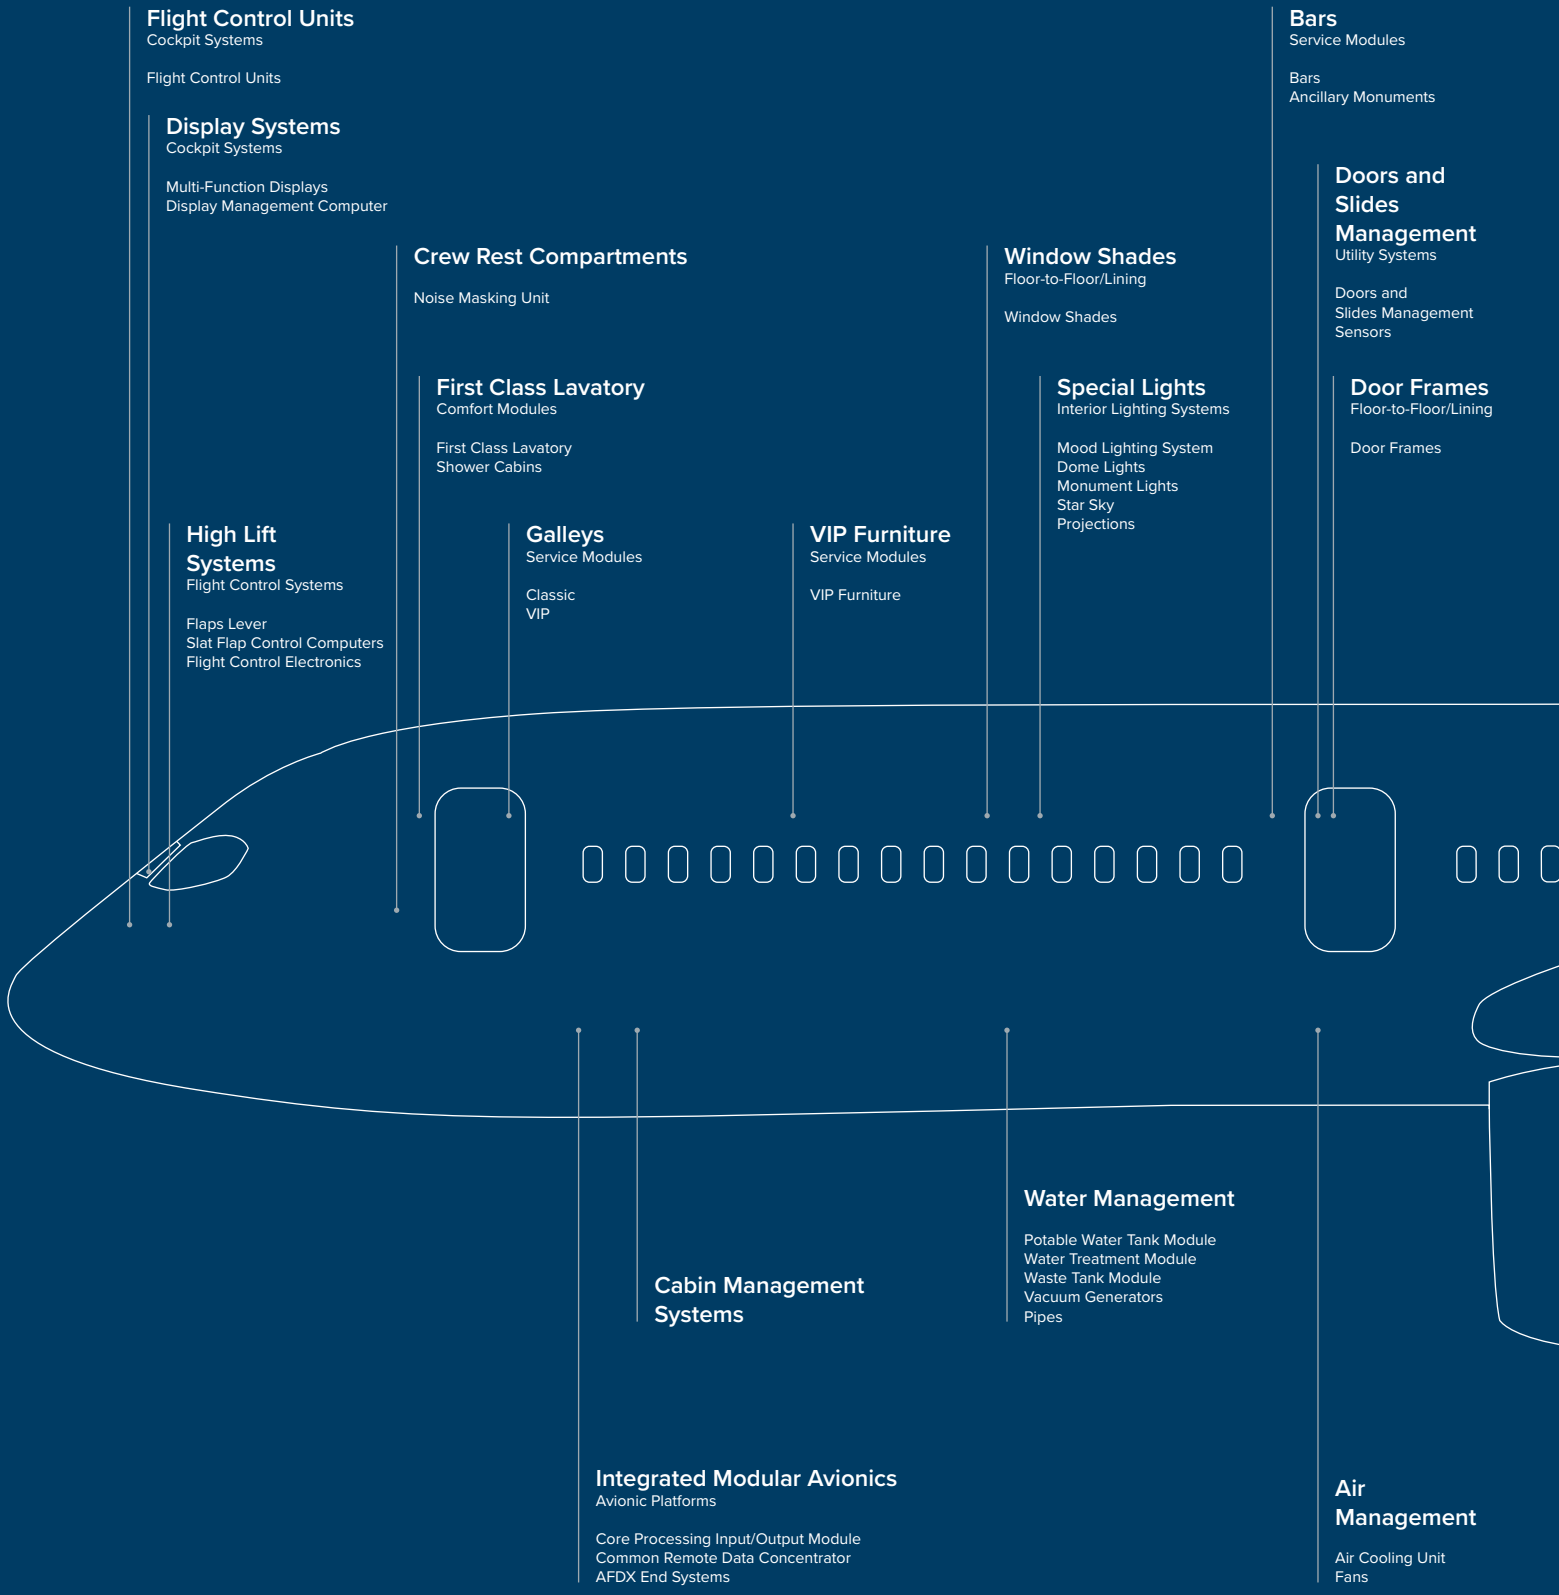 Flight Control Units
Cockpit Systems
Flight Control Units
Display Systems
Cockpit Systems
Multi-Function Displays
Display Management Computer
Crew Rest Compartments
Noise Masking Unit
First Class Lavatory
Comfort Modules
First Class Lavatory
Shower Cabins
High Lift
Systems
Flight Control Systems
Flaps Lever
Slat Flap Control Computers
Flight Control Electronics
Galleys
Service Modules
Classic
VIP
VIP Furniture
Service Modules
VIP Furniture
Window Shades
Floor-to-Floor/Lining
Window Shades
Special Lights
Interior Lighting Systems
Mood Lighting System
Dome Lights
Monument Lights
Star Sky
Projections
Bars
Service Modules
Bars
Ancillary Monuments
Doors and
Slides
Management
Utility Systems
Doors and
Slides Management
Sensors
Door Frames
Floor-to-Floor/Lining
Door Frames
Water Management
Potable Water Tank Module
Water Treatment Module
Waste Tank Module
Vacuum Generators
Pipes
Cabin Management
Systems
Integrated Modular Avionics
Avionic Platforms
Core Processing Input/Output Module
Common Remote Data Concentrator
AFDX End Systems
Air
Management
Air Cooling Unit
Fans